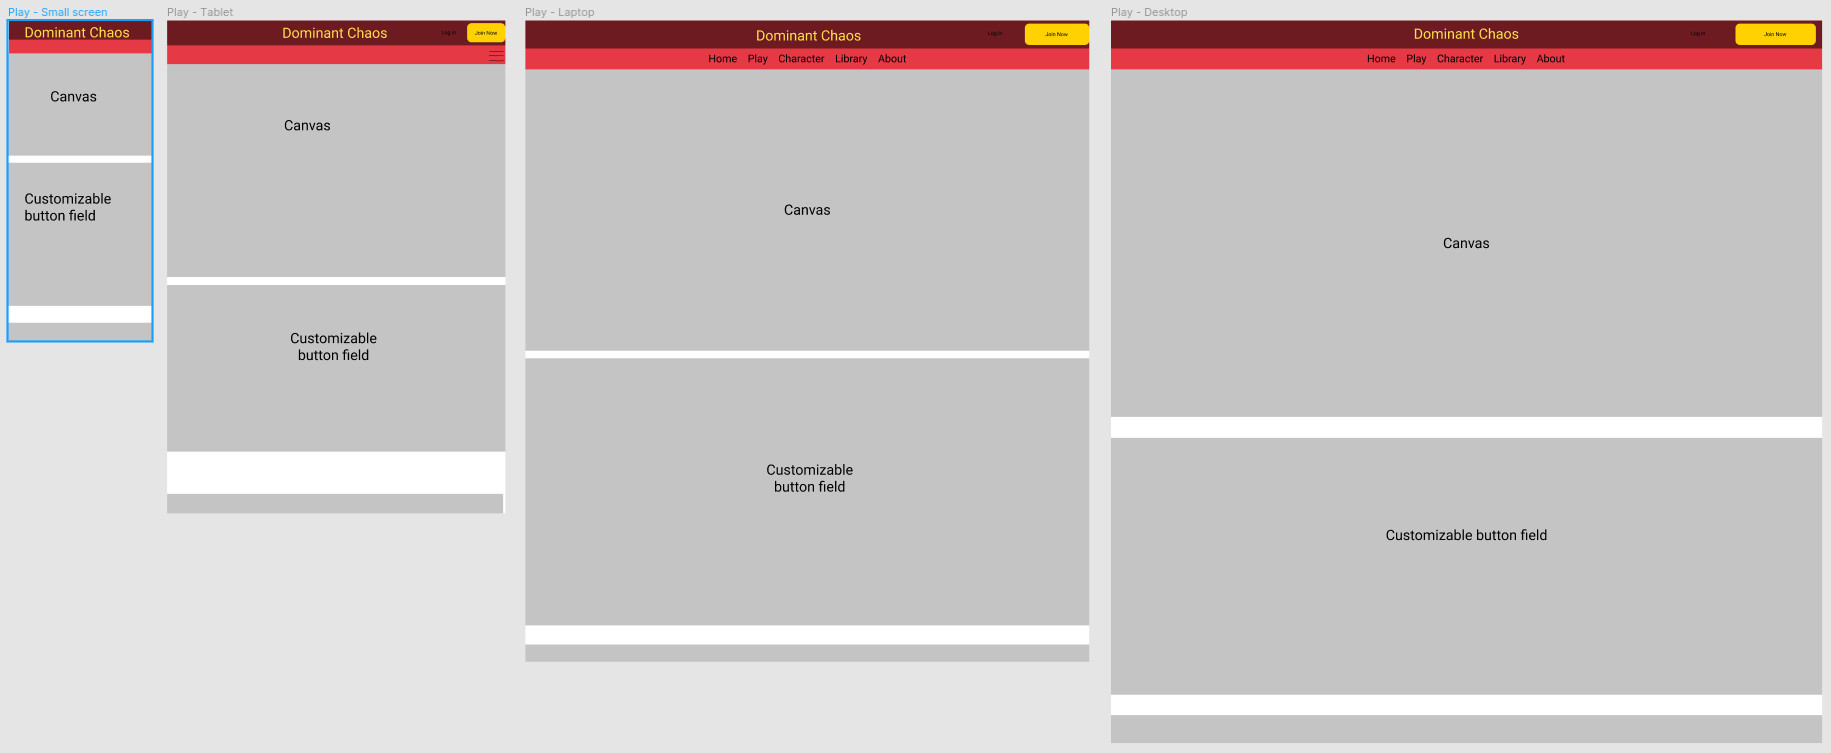 Play - Small screen
Dominant Chaos
Canvas
Customizable
button field
Play - Tablet
Dominant Chaos
Log in
Join Now
Canvas
Customizable
button field
Play - Laptop
Dominant Chaos
Log in
Join Now
Home Play Character Library About
Canvas
Customizable
button field
Play - Desktop
Dominant Chaos
Log in
Join Now
Home Play Character Library About
Canvas
Customizable button field